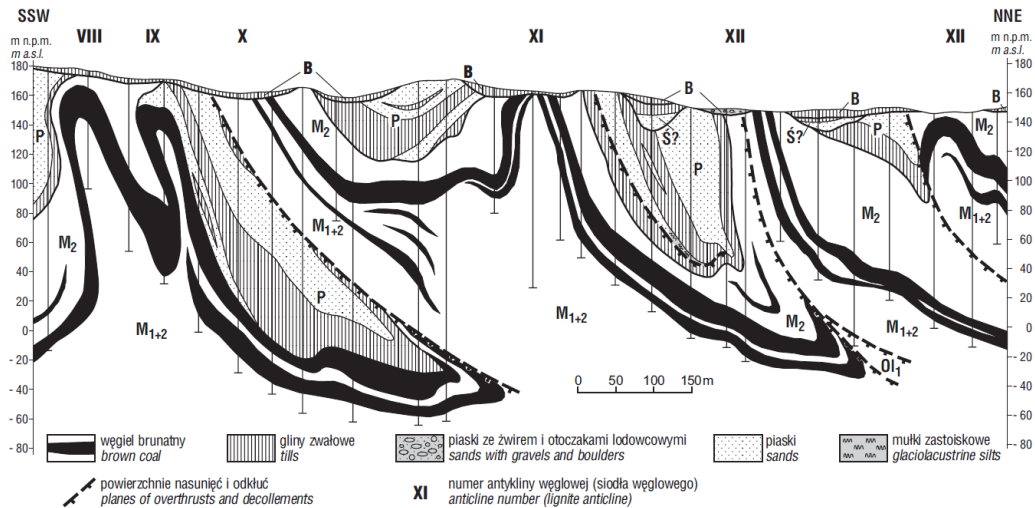 SSW
NNE
m n.p.m.
m a.s.l.
VIII IX X XI XII XII
m n.p.m.
m a.s.l.
180
160
140
120
100
80
60
40
20
0
- 20
- 40
- 60
- 80
180
160
140
120
100
80
60
40
20
0
- 20
- 40
- 60
- 80
B B B B B
P M2 P Ś? P Ś? P M2
M2 M1+2 M2 M1+2
P
M1+2 M1+2 M2 M1+2
Ol1
0 50 100 150 m
węgiel brunatny
brown coal
gliny zwałowe
tills
piaski ze żwirem i otoczakami lodowcowymi
sands with gravels and boulders
piaski
sands
mułki zastoiskowe
glaciolacustrine silts
powierzchnie nasunięć i odkłuć
planes of overthrusts and decollements
XI
numer antykliny węglowej (siodła węglowego)
anticline number (lignite anticline)